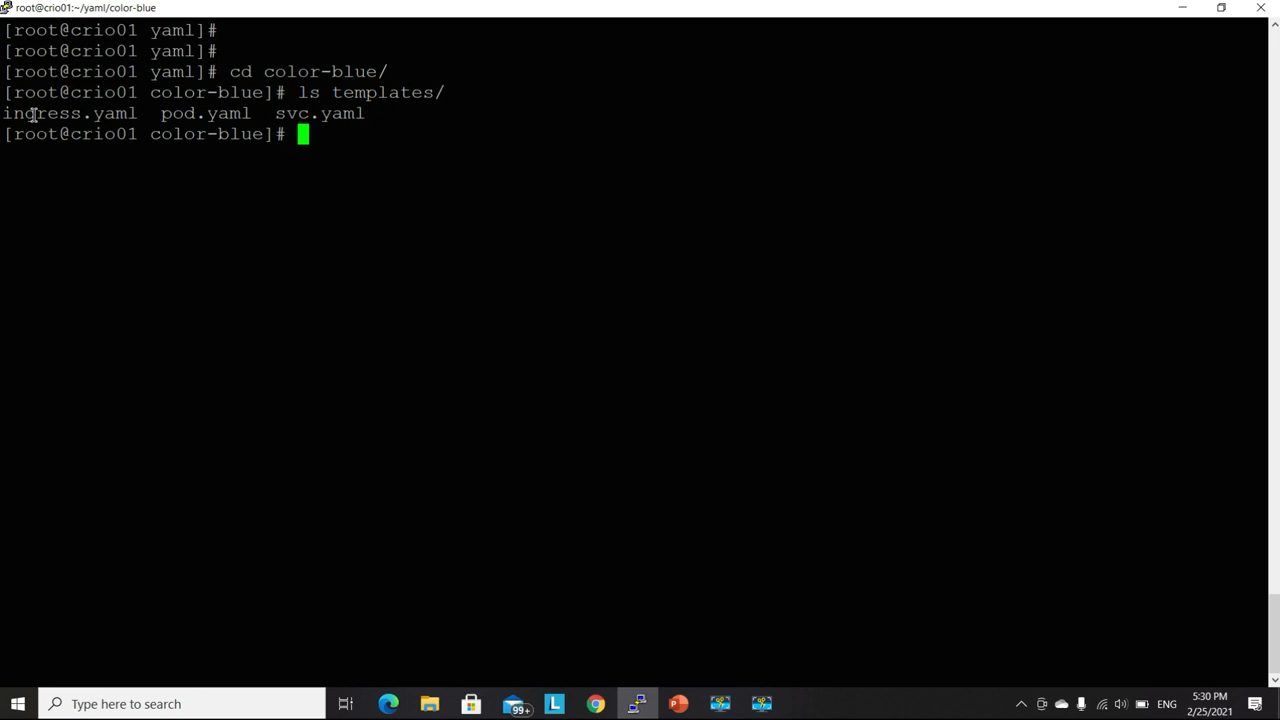 root@crio01:~/yaml/color-blue
[root@crio01 yaml]#
[root@crio01 yaml]#
[root@crio01 yaml]# cd color-blue/
[root@crio01 color-blue]# ls templates/
ingress.yaml  pod.yaml  svc.yaml
[root@crio01 color-blue]#
Type here to search
L
99+
P
ENG
5:30 PM
2/25/2021